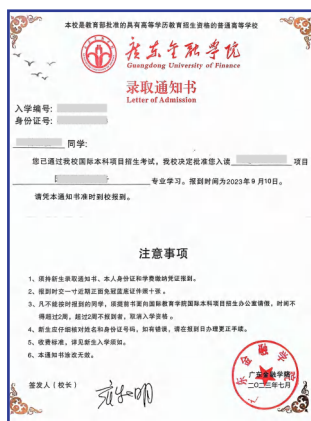 本校是教育部批准的具有高等学历教育招生资格的普通高等学校
广东金融学院
Guangdong University of Finance
录取通知书
Letter of Admission
入学编号:
身份证号:
同学:
您已通过我校国际本科项目招生考试,我校决定批准您入读 项目
专业学习。报到时间为2023年9月10日。
请凭本通知书准时到校报到。
注意事项
1、须持新生录取通知书、本人身份证和学费缴纳凭证报到。
2、报到时交一寸近期正面免冠蓝底证件照十张。
3、凡不能按时报到的同学,须提前书面向国际教育学院国际本科项目招生办公室请假,时间不
得超过2周,超过2周不报到者,取消入学资格。
4、新生应仔细核对姓名和身份证号码,如有错误,请在报到日办理更正手续。
5、收费标准,详见新生入学须知。
6、本通知书涂改无效。
签发人(校长)
广东金融学院
二〇二三年七月